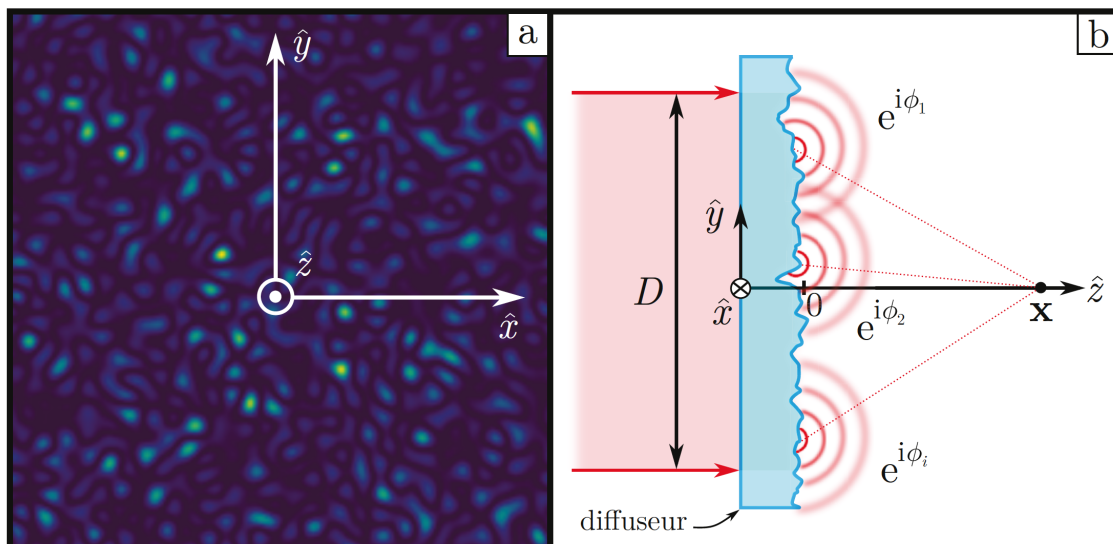 a
ŷ
ẑ
x̂
b
e^{iϕ₁}
ŷ
D
x̂
0
e^{iϕ₂}
x
ẑ
e^{iϕᵢ}
diffuseur